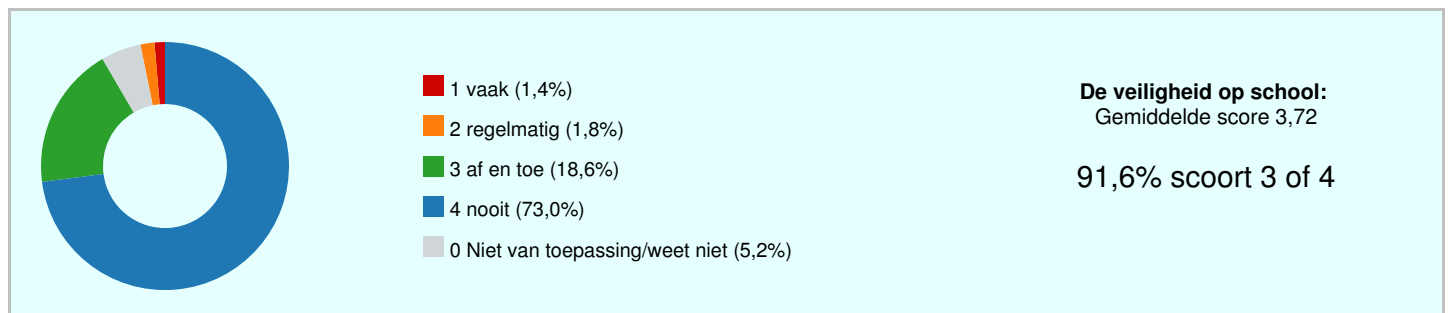 1 vaak (1,4%)
2 regelmatig (1,8%)
3 af en toe (18,6%)
4 nooit (73,0%)
0 Niet van toepassing/weet niet (5,2%)
De veiligheid op school:
Gemiddelde score 3,72
91,6% scoort 3 of 4